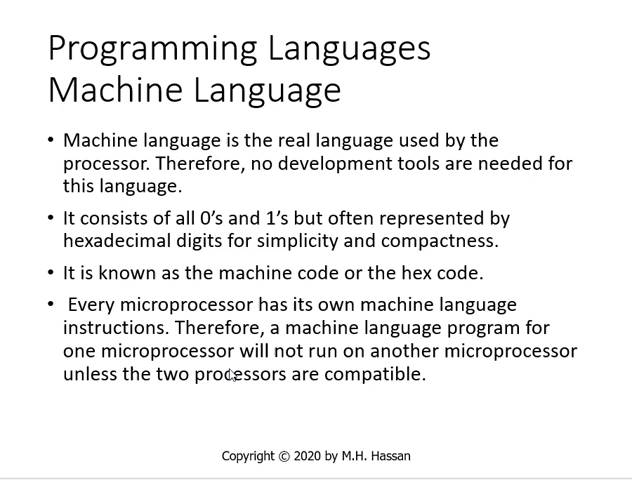 Programming Languages
Machine Language
• Machine language is the real language used by the
processor. Therefore, no development tools are needed for
this language.
• It consists of all 0’s and 1’s but often represented by
hexadecimal digits for simplicity and compactness.
• It is known as the machine code or the hex code.
• Every microprocessor has its own machine language
instructions. Therefore, a machine language program for
one microprocessor will not run on another microprocessor
unless the two processors are compatible.
Copyright © 2020 by M.H. Hassan